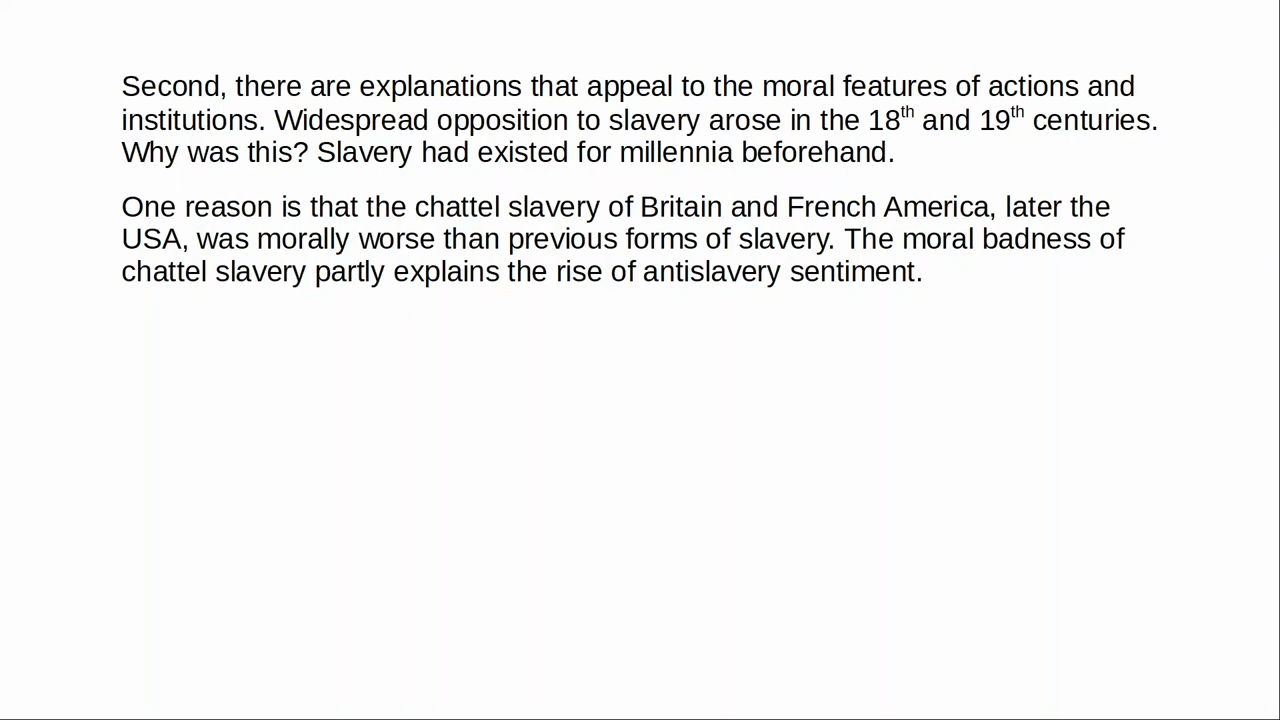 Second, there are explanations that appeal to the moral features of actions and
institutions. Widespread opposition to slavery arose in the 18th and 19th centuries.
Why was this? Slavery had existed for millennia beforehand.
One reason is that the chattel slavery of Britain and French America, later the
USA, was morally worse than previous forms of slavery. The moral badness of
chattel slavery partly explains the rise of antislavery sentiment.